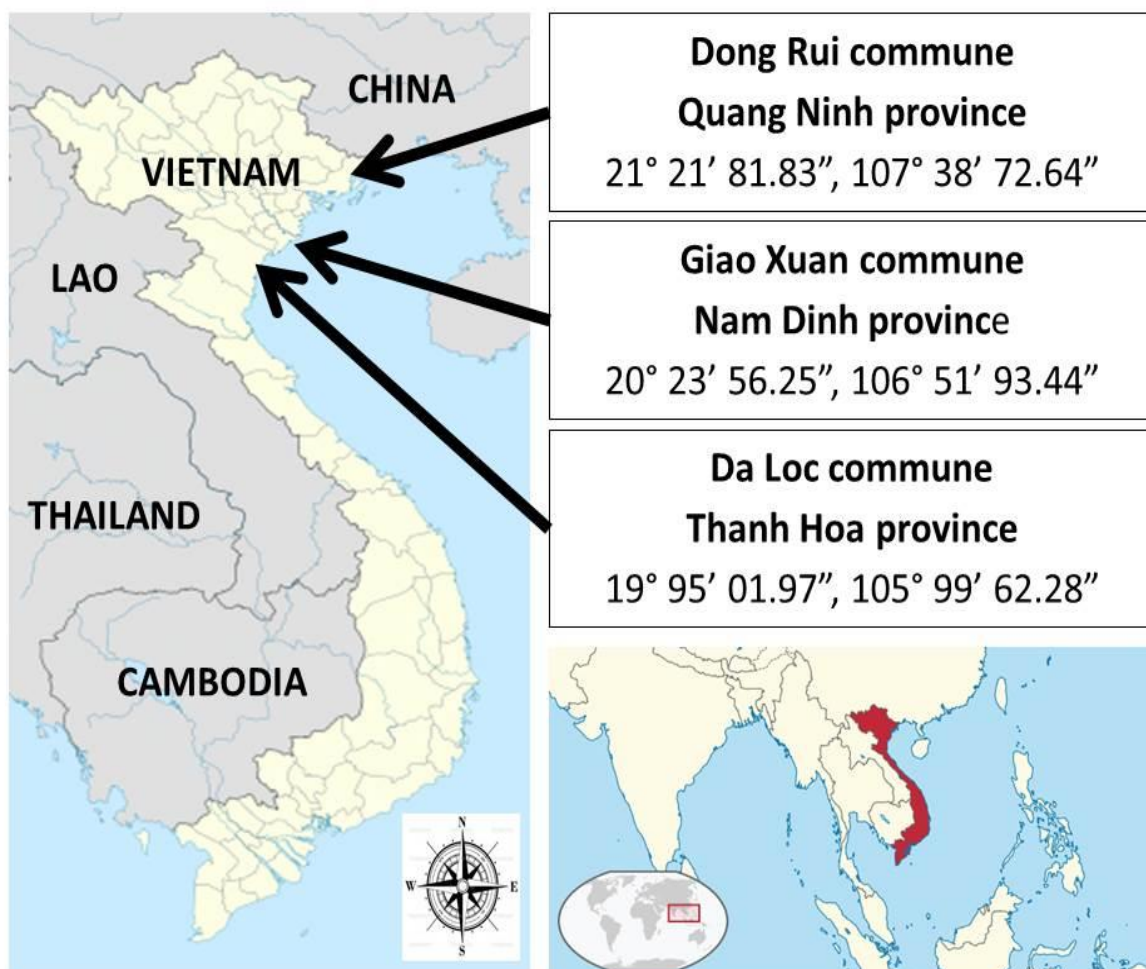 CHINA
VIETNAM
LAO
THAILAND
CAMBODIA
N
W E
S
Dong Rui commune
Quang Ninh province
21° 21’ 81.83”, 107° 38’ 72.64”
Giao Xuan commune
Nam Dinh province
20° 23’ 56.25”, 106° 51’ 93.44”
Da Loc commune
Thanh Hoa province
19° 95’ 01.97”, 105° 99’ 62.28”